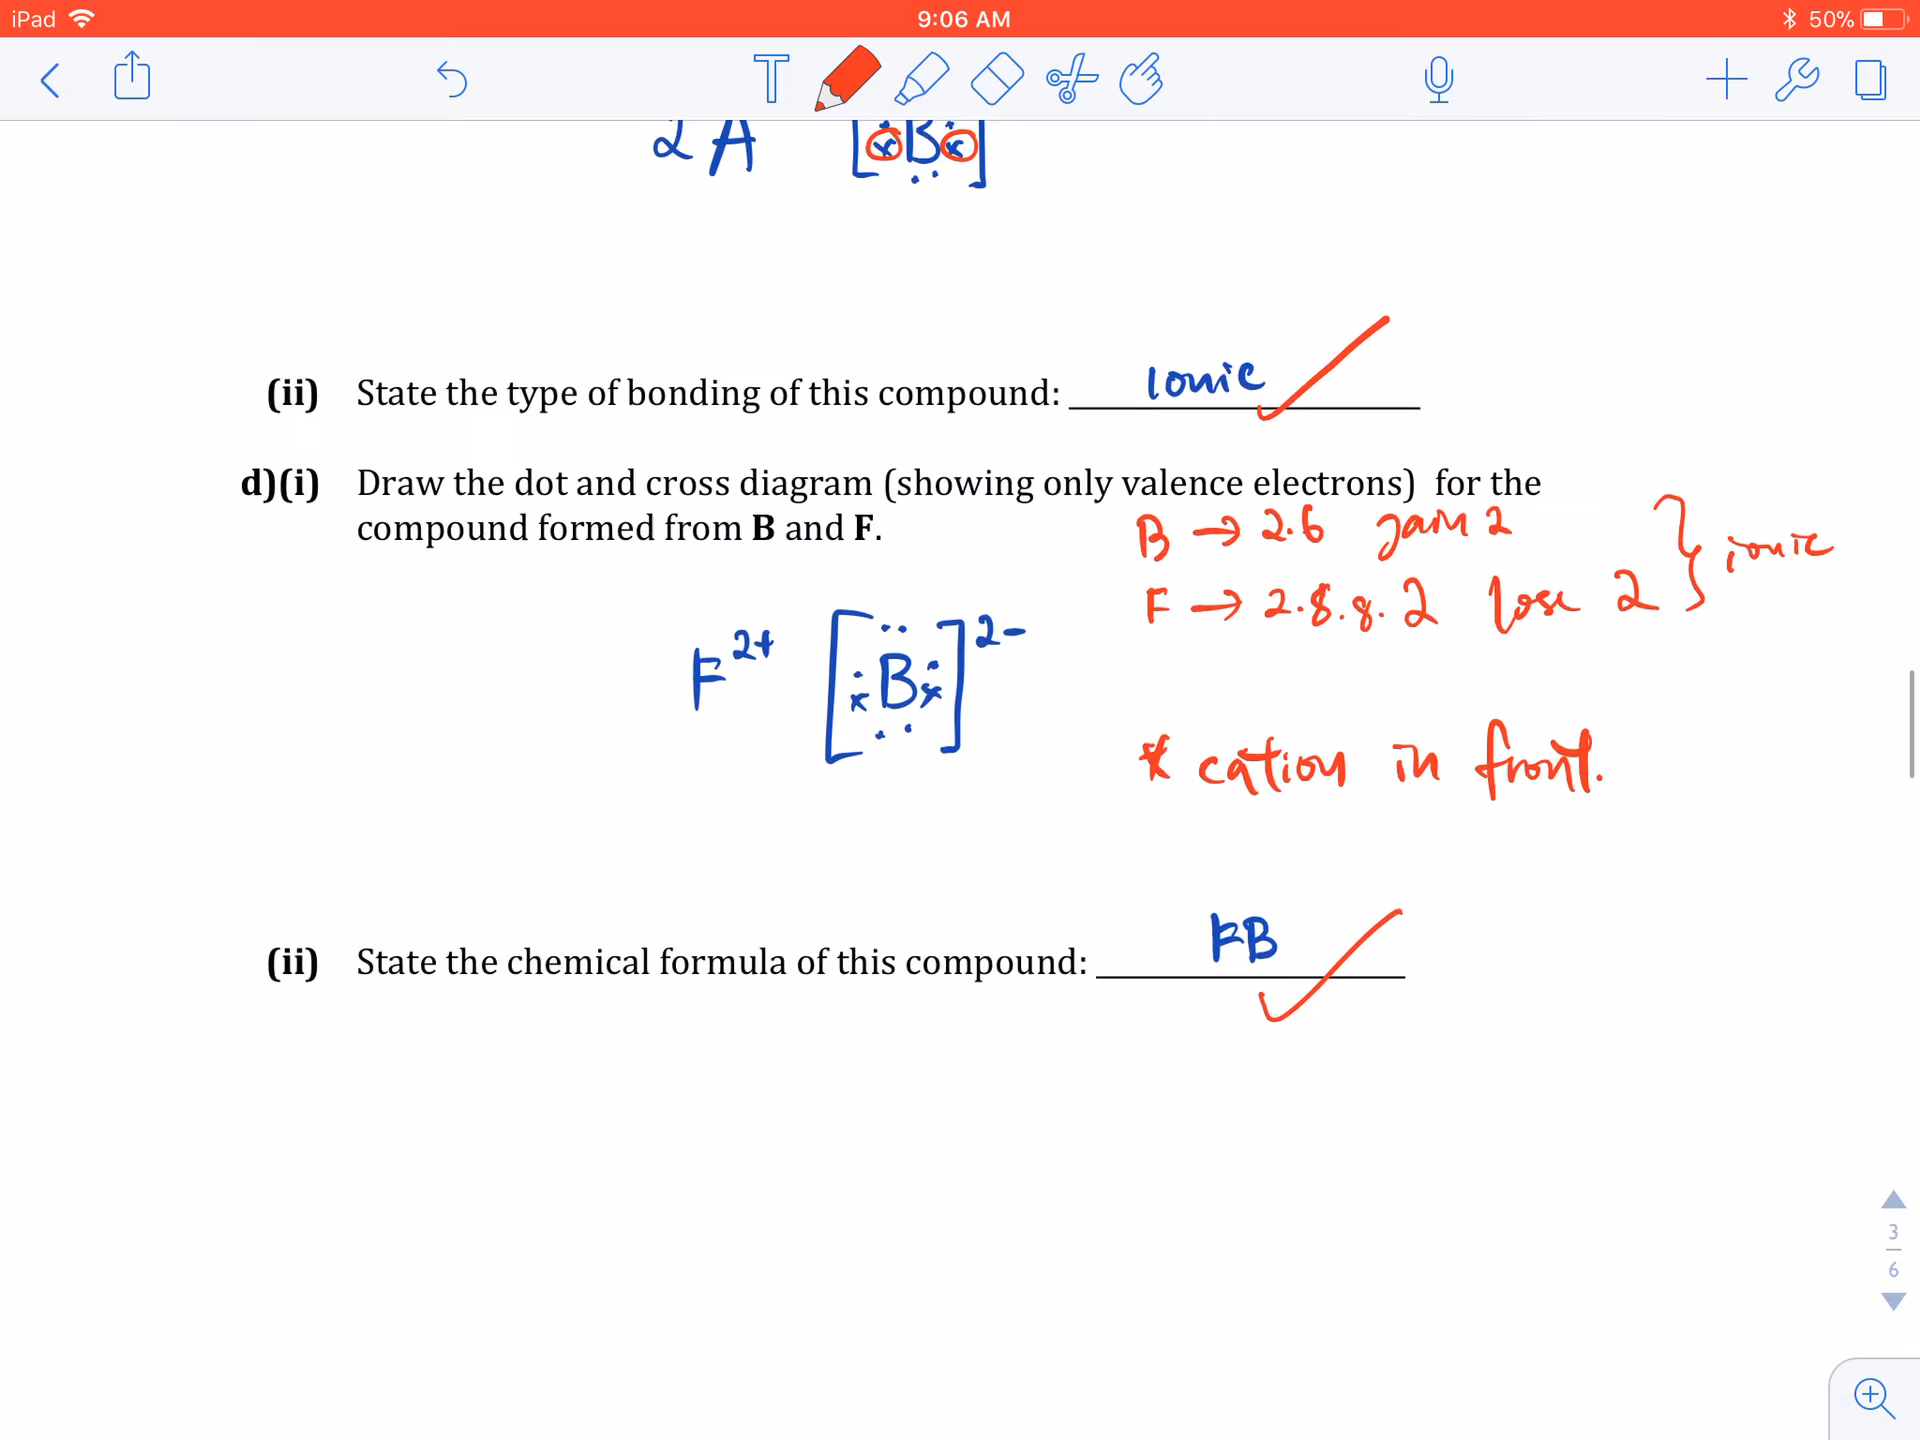 iPad 9:06 AM 50%
T
2 A [B]
(ii) State the type of bonding of this compound: Ionic
d)(i) Draw the dot and cross diagram (showing only valence electrons) for the
compound formed from B and F.
B → 2.6 gain 2
F → 2.8.8.2 lose 2 } ionic
F2+ [B]2-
* cation in front.
(ii) State the chemical formula of this compound: FB
3
6